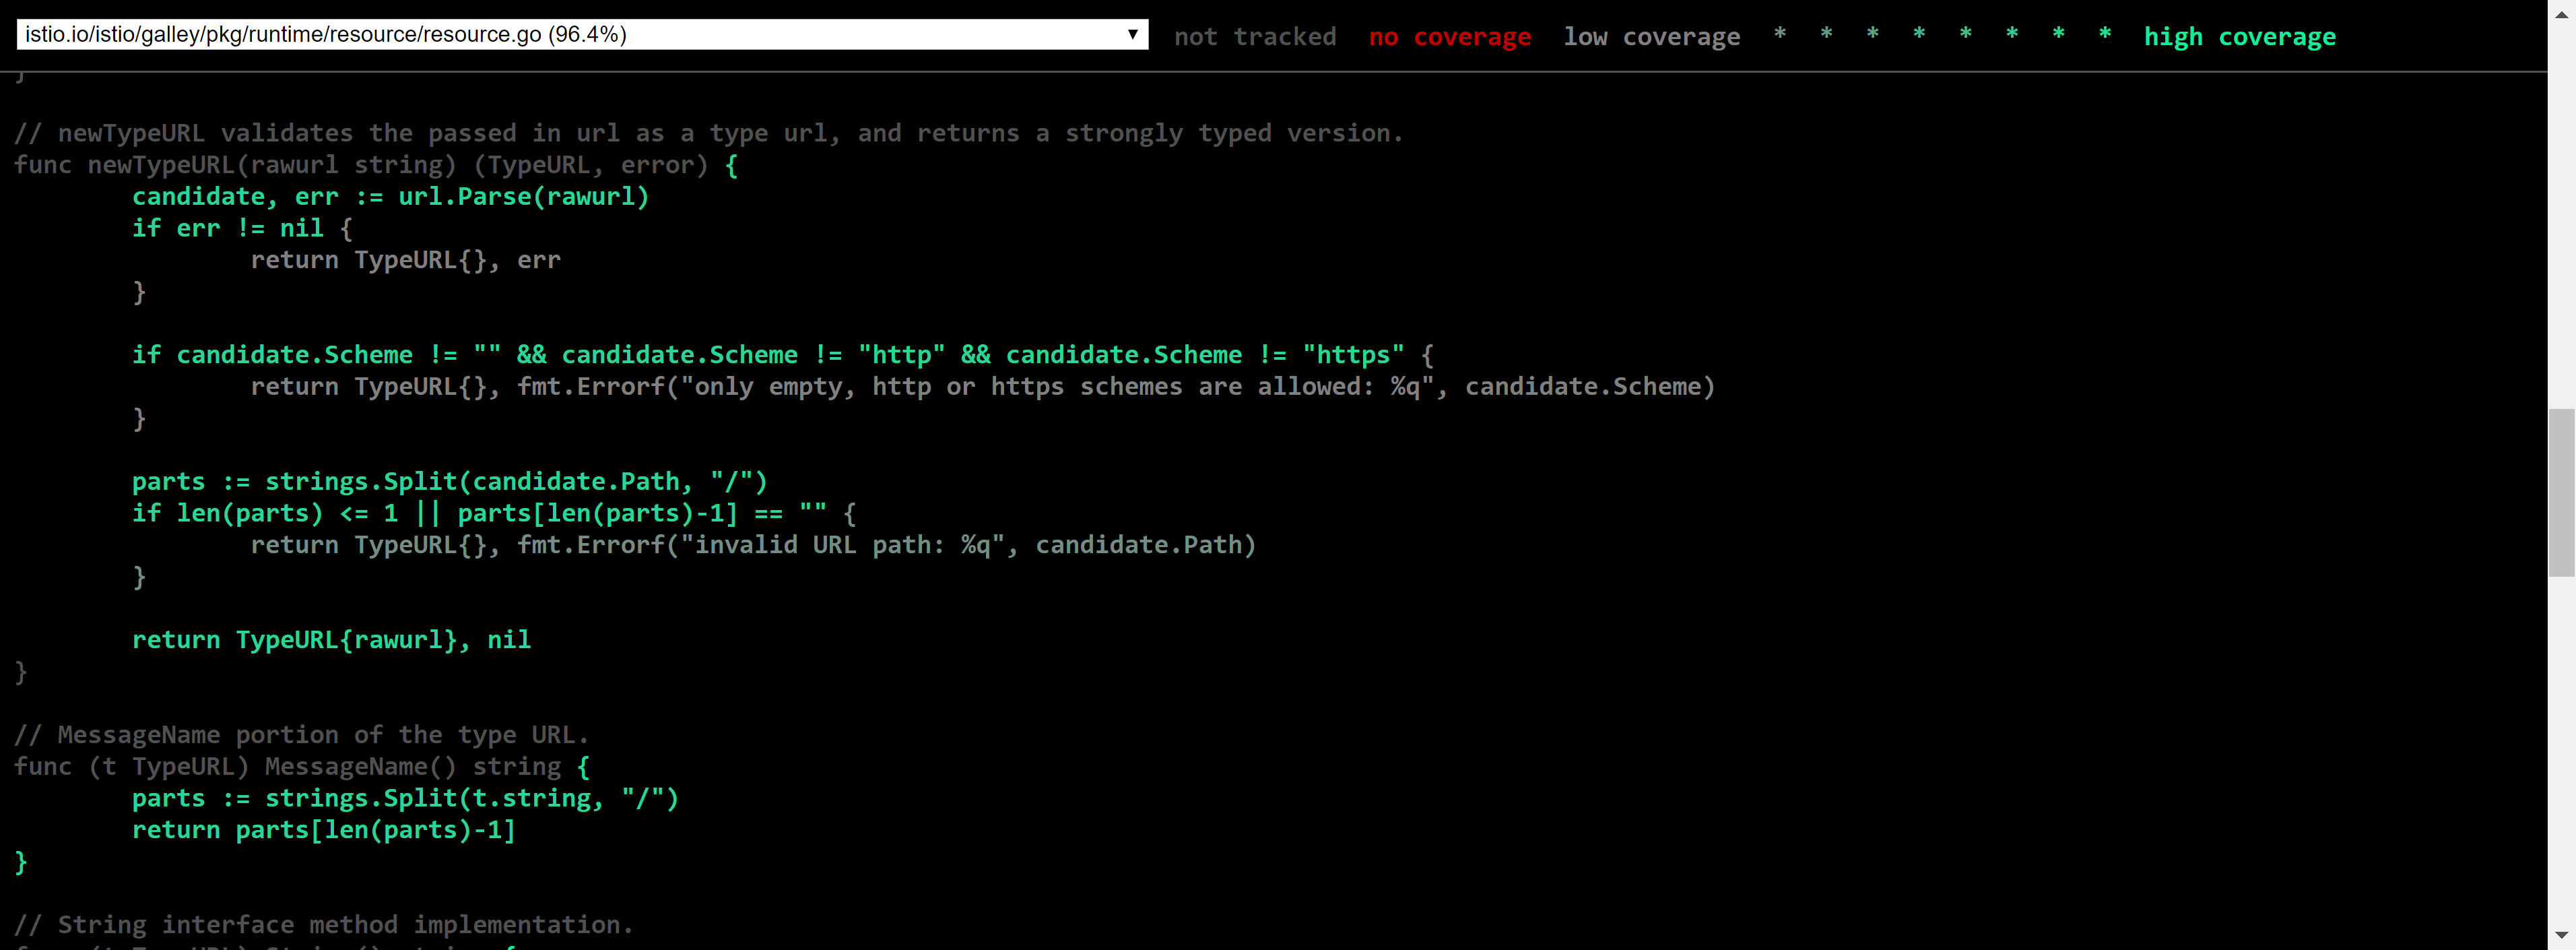 istio.io/istio/galley/pkg/runtime/resource/resource.go (96.4%) not tracked no coverage low coverage * * * * * * * * high coverage
}
// newTypeURL validates the passed in url as a type url, and returns a strongly typed version.
func newTypeURL(rawurl string) (TypeURL, error) {
candidate, err := url.Parse(rawurl)
if err != nil {
return TypeURL{}, err
}
if candidate.Scheme != "" && candidate.Scheme != "http" && candidate.Scheme != "https" {
return TypeURL{}, fmt.Errorf("only empty, http or https schemes are allowed: %q", candidate.Scheme)
}
parts := strings.Split(candidate.Path, "/")
if len(parts) <= 1 || parts[len(parts)-1] == "" {
return TypeURL{}, fmt.Errorf("invalid URL path: %q", candidate.Path)
}
return TypeURL{rawurl}, nil
}
// MessageName portion of the type URL.
func (t TypeURL) MessageName() string {
parts := strings.Split(t.string, "/")
return parts[len(parts)-1]
}
// String interface method implementation.